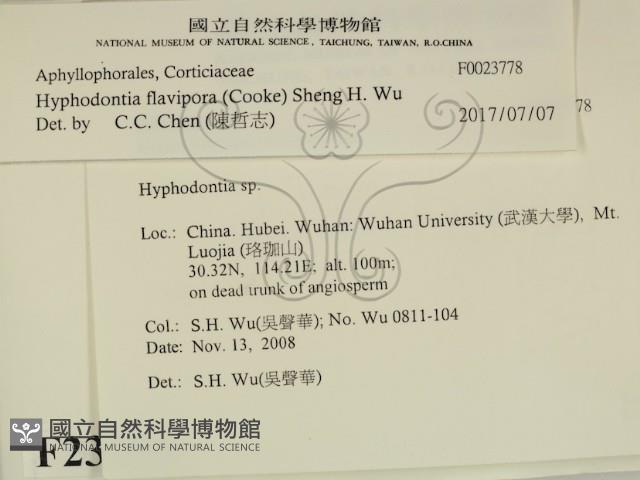 國立自然科學博物館
NATIONAL MUSEUM OF NATURAL SCIENCE, TAICHUNG, TAIWAN, R.O.CHINA
Aphyllophorales, Corticiaceae F0023778
Hyphodontia flavipora (Cooke) Sheng H. Wu
Det. by C.C. Chen (陳哲志) 2017/07/07 78
Hyphodontia sp.
Loc.: China. Hubei. Wuhan: Wuhan University (武漢大學), Mt.
Luojia (珞珈山)
30.32N, 114.21E; alt. 100m;
on dead trunk of angiosperm
Col.: S.H. Wu(吳聲華); No. Wu 0811-104
Date: Nov. 13, 2008
Det.: S.H. Wu(吳聲華)
國立自然科學博物館
NATIONAL MUSEUM OF NATURAL SCIENCE
F23